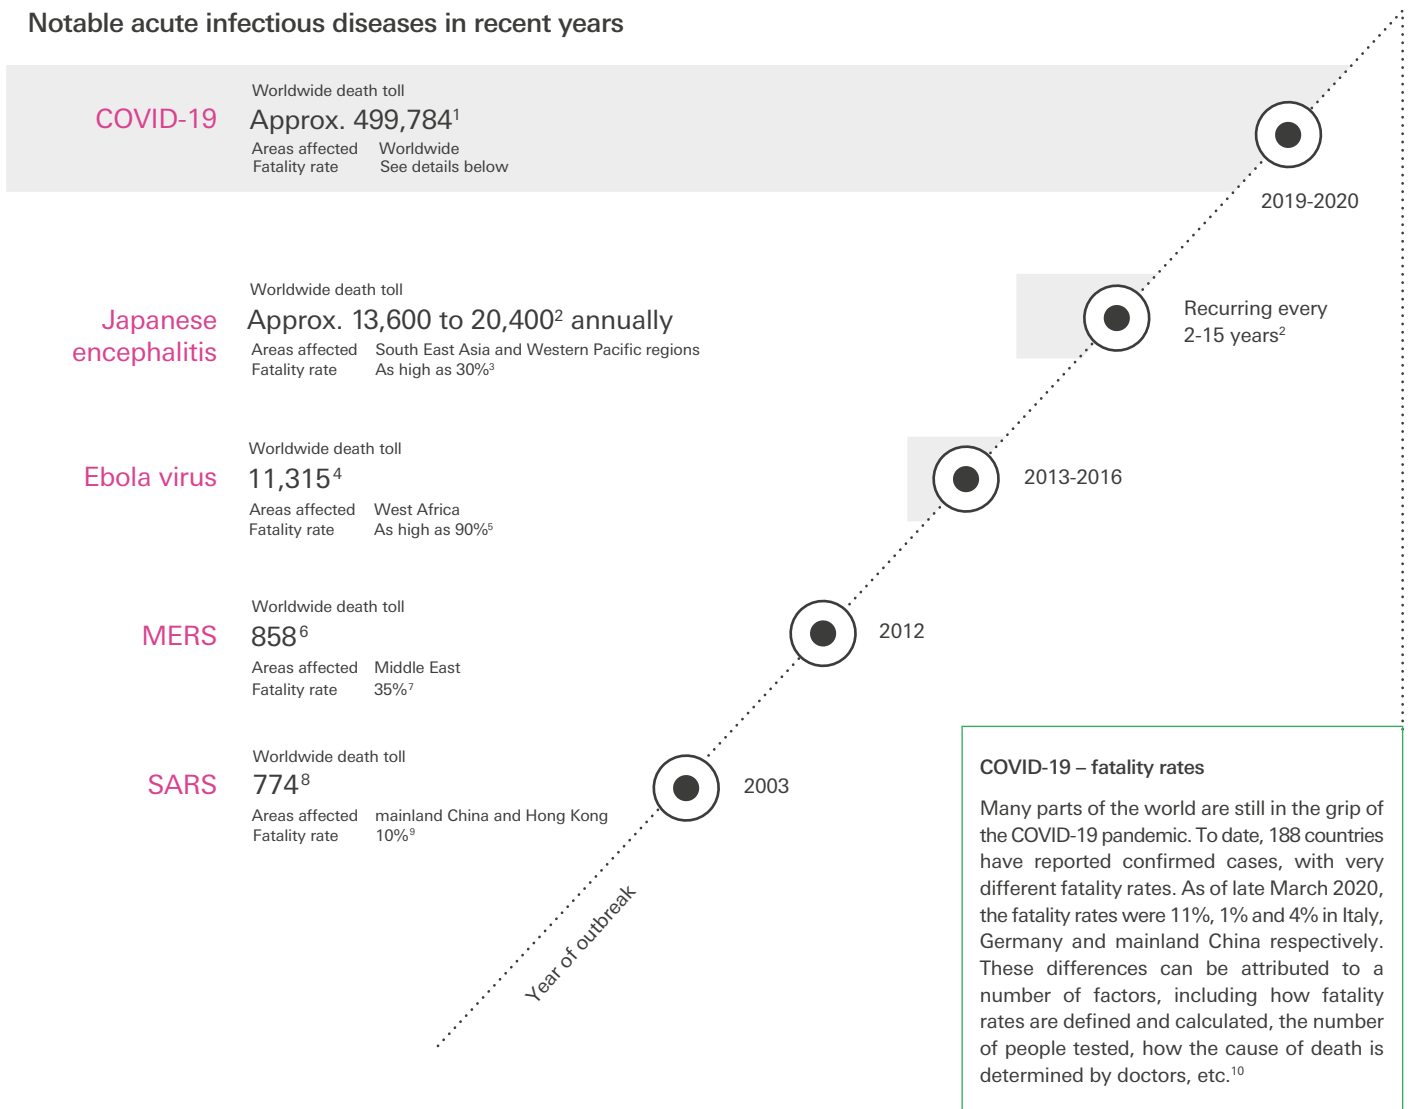 Notable acute infectious diseases in recent years
COVID-19
Worldwide death toll
Approx. 499,784¹
Areas affected Worldwide
Fatality rate See details below
2019-2020
Japanese
encephalitis
Worldwide death toll
Approx. 13,600 to 20,400² annually
Areas affected South East Asia and Western Pacific regions
Fatality rate As high as 30%³
Recurring every
2-15 years²
Ebola virus
Worldwide death toll
11,315⁴
Areas affected West Africa
Fatality rate As high as 90%⁵
2013-2016
MERS
Worldwide death toll
858⁶
Areas affected Middle East
Fatality rate 35%⁷
2012
SARS
Worldwide death toll
774⁸
Areas affected mainland China and Hong Kong
Fatality rate 10%⁹
2003
Year of outbreak
COVID-19 – fatality rates
Many parts of the world are still in the grip of
the COVID-19 pandemic. To date, 188 countries
have reported confirmed cases, with very
different fatality rates. As of late March 2020,
the fatality rates were 11%, 1% and 4% in Italy,
Germany and mainland China respectively.
These differences can be attributed to a
number of factors, including how fatality
rates are defined and calculated, the number
of people tested, how the cause of death is
determined by doctors, etc.¹⁰